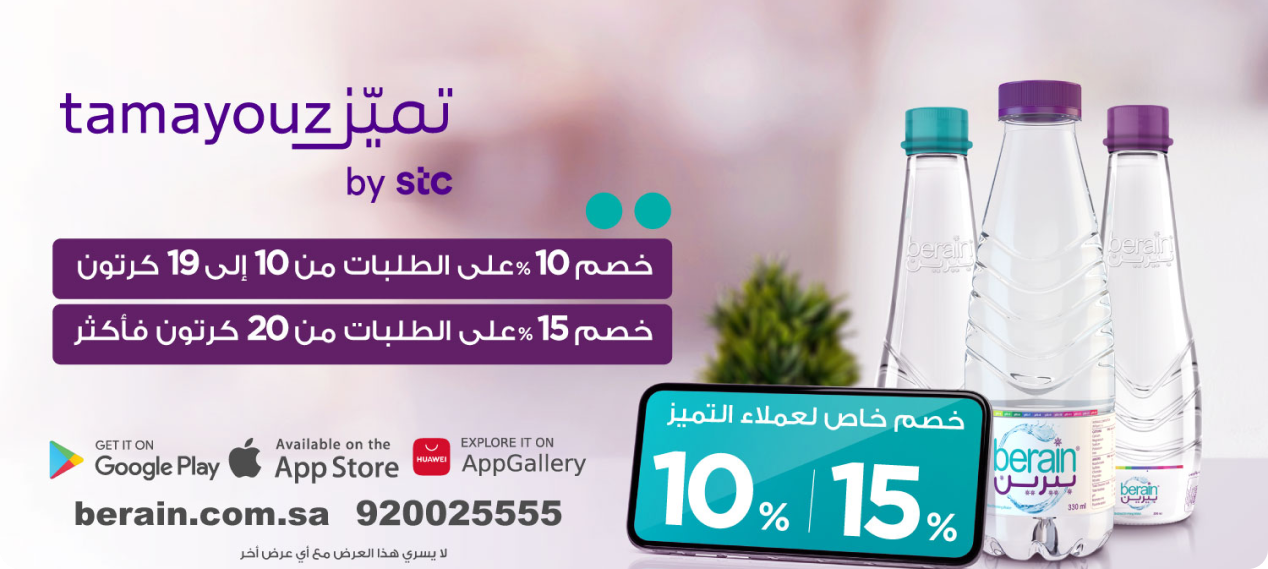 tamayouz تميّز
by stc
خصم 10% على الطلبات من 10 إلى 19 كرتون
خصم 15% على الطلبات من 20 كرتون فأكثر
GET IT ON
Google Play
Available on the
App Store
HUAWEI
EXPLORE IT ON
AppGallery
berain.com.sa 920025555
لا يسري هذا العرض مع أي عرض أخر
خصم خاص لعملاء التميز
10% | 15%
berain
بيرين
berain
بيرين
berain
بيرين
330 ml
berain
بيرين